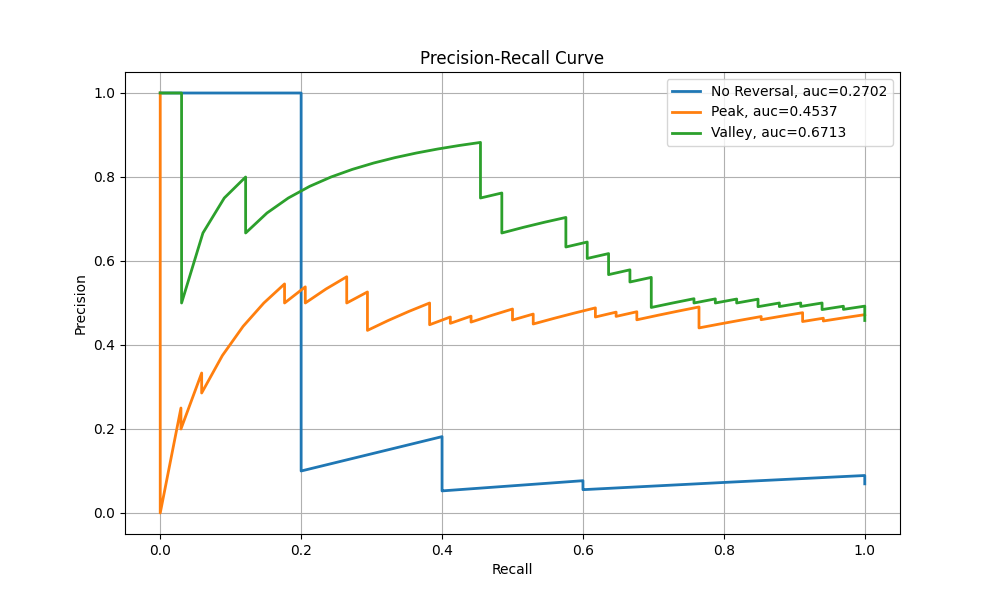 Precision-Recall Curve
No Reversal, auc=0.2702
Peak, auc=0.4537
Valley, auc=0.6713
Precision
1.0
0.8
0.6
0.4
0.2
0.0
0.0 0.2 0.4 0.6 0.8 1.0
Recall